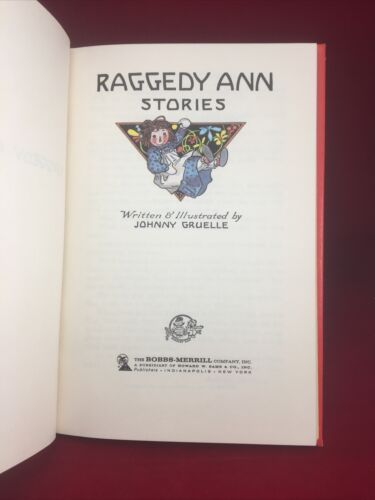 RAGGEDY ANN
STORIES
Written & Illustrated by
JOHNNY GRUELLE
THE BOBBS-MERRILL COMPANY, INC.
A SUBSIDIARY OF HOWARD W. SAMS & CO., INC.
Publishers • INDIANAPOLIS • NEW YORK